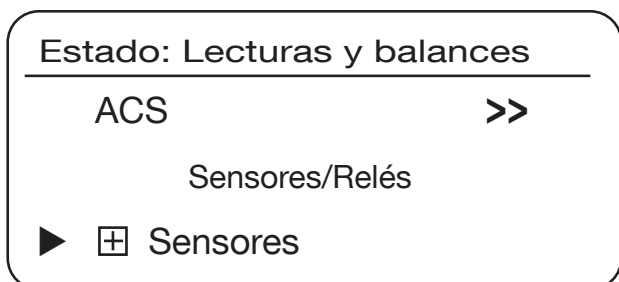 Estado: Lecturas y balances
ACS >>
Sensores/Relés
▶ ⊞ Sensores